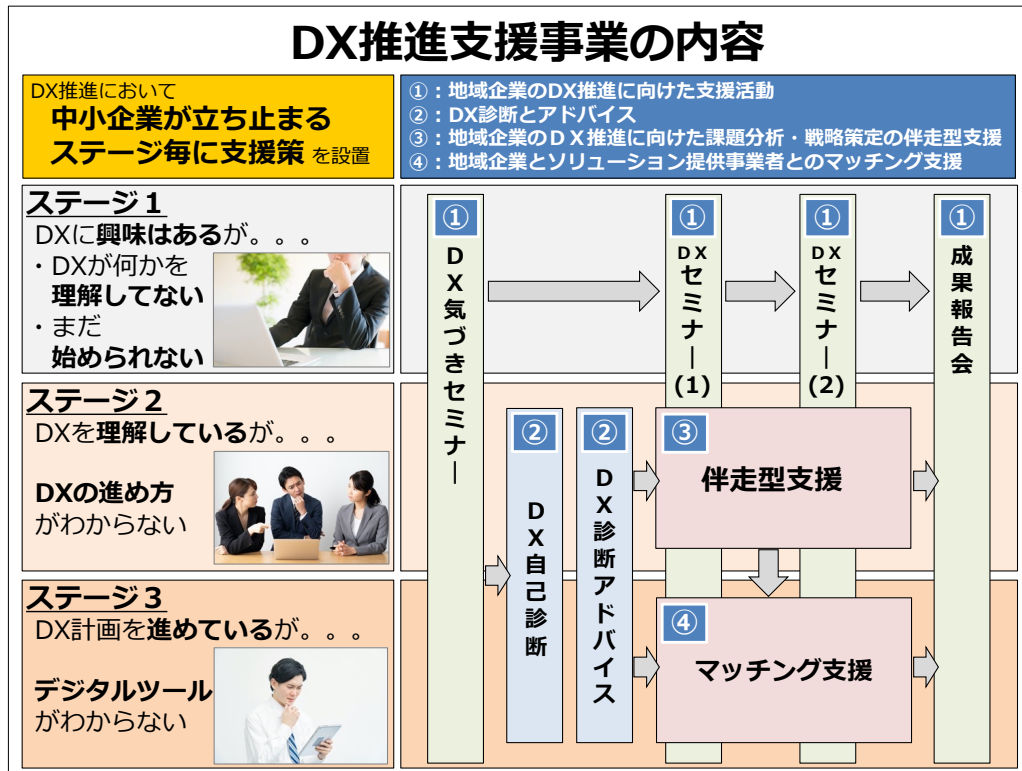 DX推進支援事業の内容
DX推進において
中小企業が立ち止まる
ステージ毎に支援策 を設置
①：地域企業のDX推進に向けた支援活動
②：DX診断とアドバイス
③：地域企業のＤＸ推進に向けた課題分析・戦略策定の伴走型支援
④：地域企業とソリューション提供事業者とのマッチング支援
ステージ１
DXに興味はあるが。。。
・DXが何かを
理解してない
・まだ
始められない
①
DX気づきセミナー
①
DXセミナー(1)
①
DXセミナー(2)
①
成果報告会
ステージ２
DXを理解しているが。。。
DXの進め方
がわからない
②
DX自己診断
②
DX診断アドバイス
③
伴走型支援
ステージ３
DX計画を進めているが。。。
デジタルツール
がわからない
④
マッチング支援